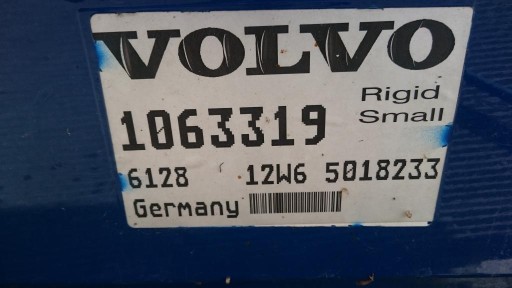 VOLVO
Rigid
1063319 Small
6128 12W6 5018233
Germany